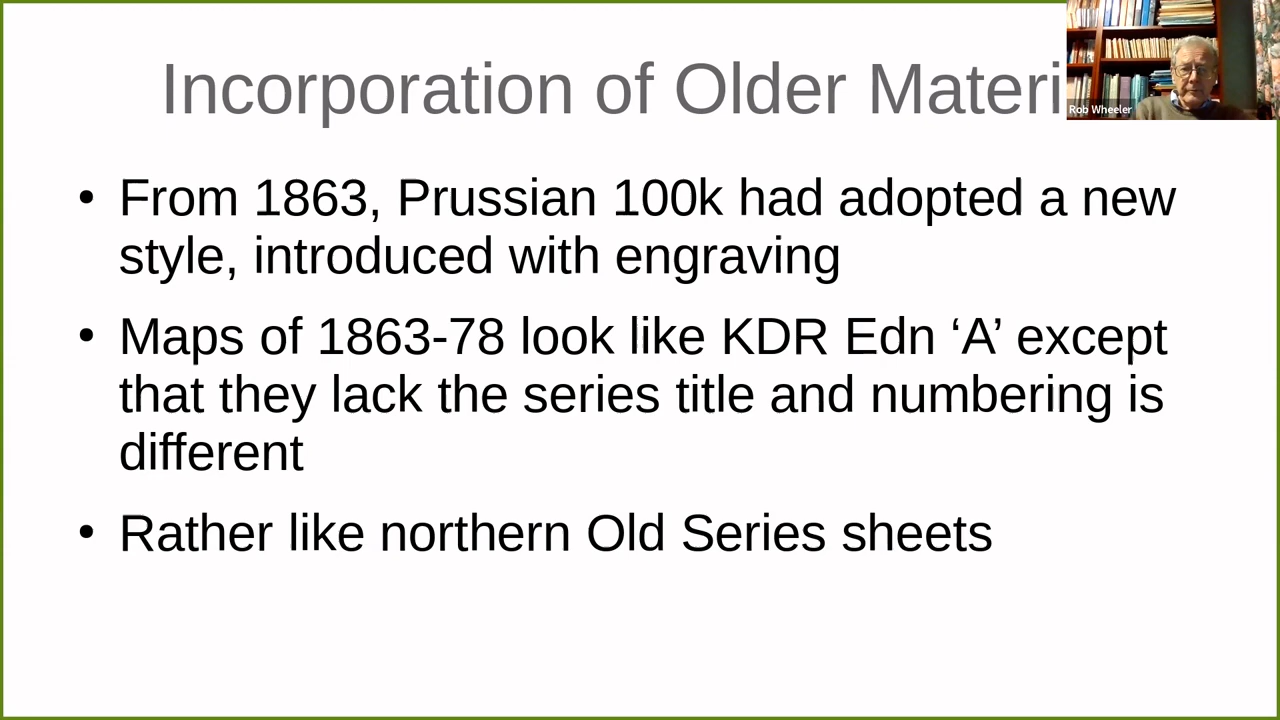 Incorporation of Older Materi
Rob Wheeler
• From 1863, Prussian 100k had adopted a new
style, introduced with engraving
• Maps of 1863-78 look like KDR Edn ‘A’ except
that they lack the series title and numbering is
different
• Rather like northern Old Series sheets